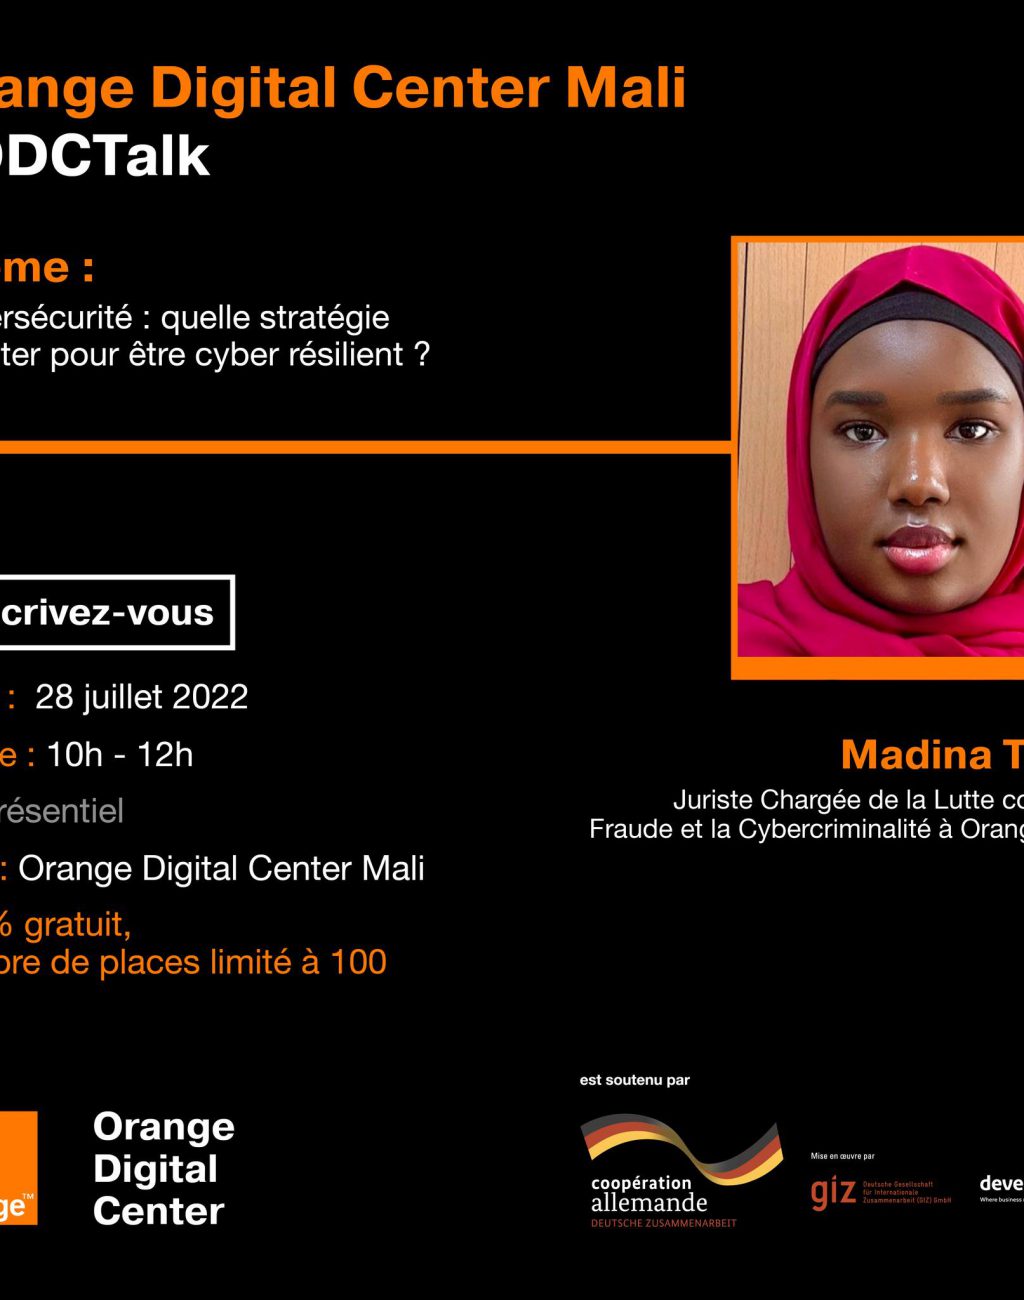 ange Digital Center Mali
DCTalk
ème :
ersécurité : quelle stratégie
ter pour être cyber résilient ?
crivez-vous
: 28 juillet 2022
e : 10h - 12h
résentiel
: Orange Digital Center Mali
% gratuit,
bre de places limité à 100
Madina T
Juriste Chargée de la Lutte co
Fraude et la Cybercriminalité à Orang
est soutenu par
coopération
allemande
DEUTSCHE ZUSAMMENARBEIT
Mise en œuvre par
giz
Deutsche Gesellschaft
für Internationale
Zusammenarbeit (GIZ) GmbH
deve
Where business
ge™
Orange
Digital
Center